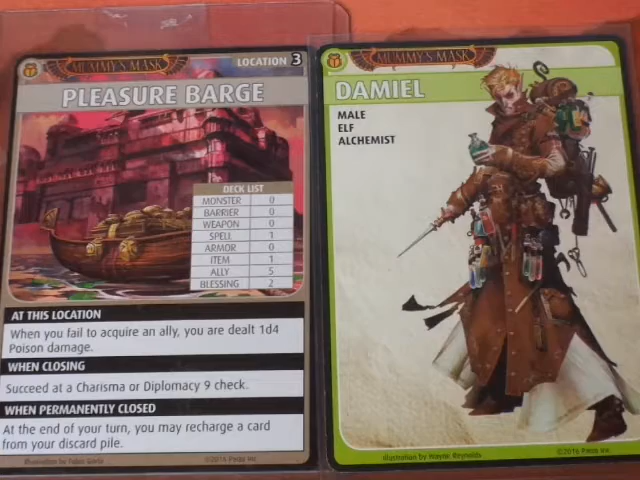 MUMMY'S MASK
LOCATION 3
PLEASURE BARGE
DECK LIST
MONSTER 0
BARRIER 0
WEAPON 0
SPELL 1
ARMOR 0
ITEM 1
ALLY 5
BLESSING 2
AT THIS LOCATION
When you fail to acquire an ally, you are dealt 1d4
Poison damage.
WHEN CLOSING
Succeed at a Charisma or Diplomacy 9 check.
WHEN PERMANENTLY CLOSED
At the end of your turn, you may recharge a card
from your discard pile.
©2016 Paizo Inc.
MUMMY'S MASK
DAMIEL
MALE
ELF
ALCHEMIST
Illustration by Wayne Reynolds
©2016 Paizo Inc.